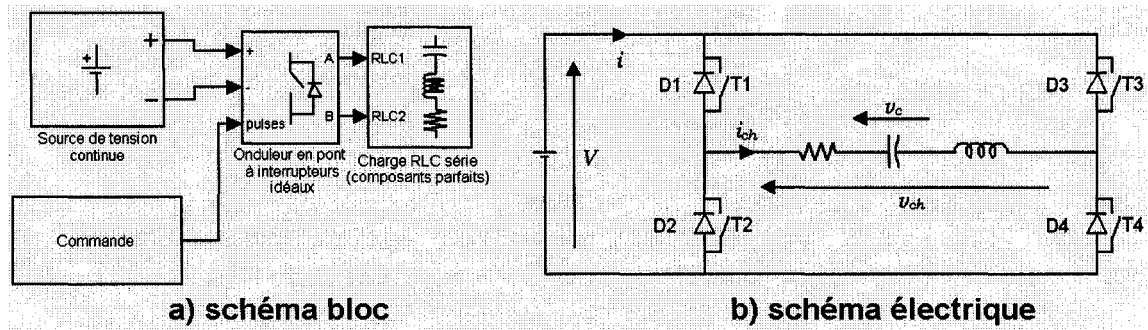 +
+
−
Source de tension
continue
+
-
pulses
A
B
Onduleur en pont
à interrupteurs
idéaux
RLC1
RLC2
Charge RLC série
(composants parfaits)
Commande
a) schéma bloc
i
D1
T1
D3
T3
v_c
i_ch
V
v_ch
D2
T2
D4
T4
b) schéma électrique